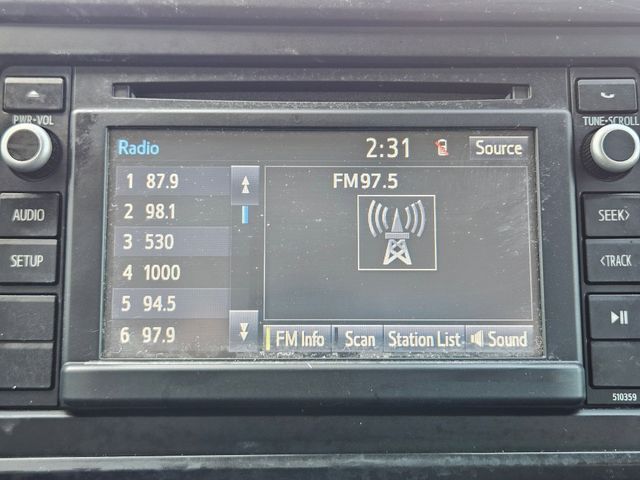 PWR•VOL
TUNE•SCROLL
Radio 2:31 Source
1 87.9
FM97.5
2 98.1
3 530
4 1000
5 94.5
6 97.9
FM Info Scan Station List Sound
AUDIO
SETUP
SEEK>
<TRACK
510359